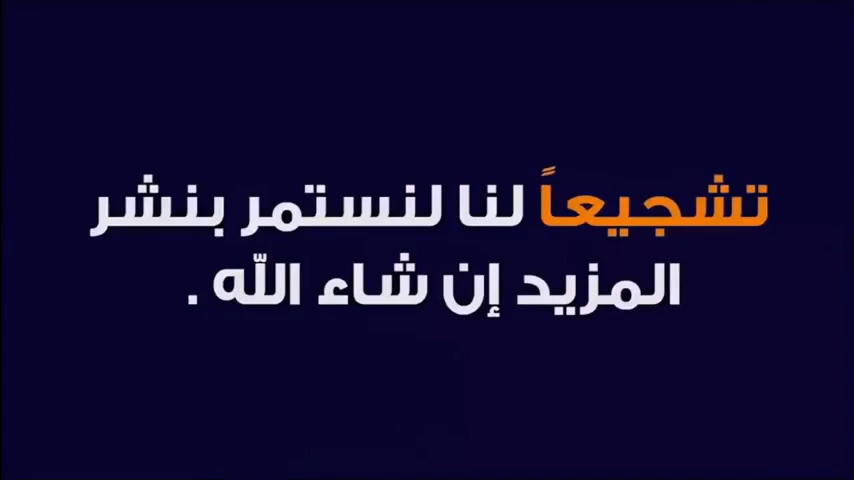 تشجيعاً لنا لنستمر بنشر
المزيد إن شاء الله .